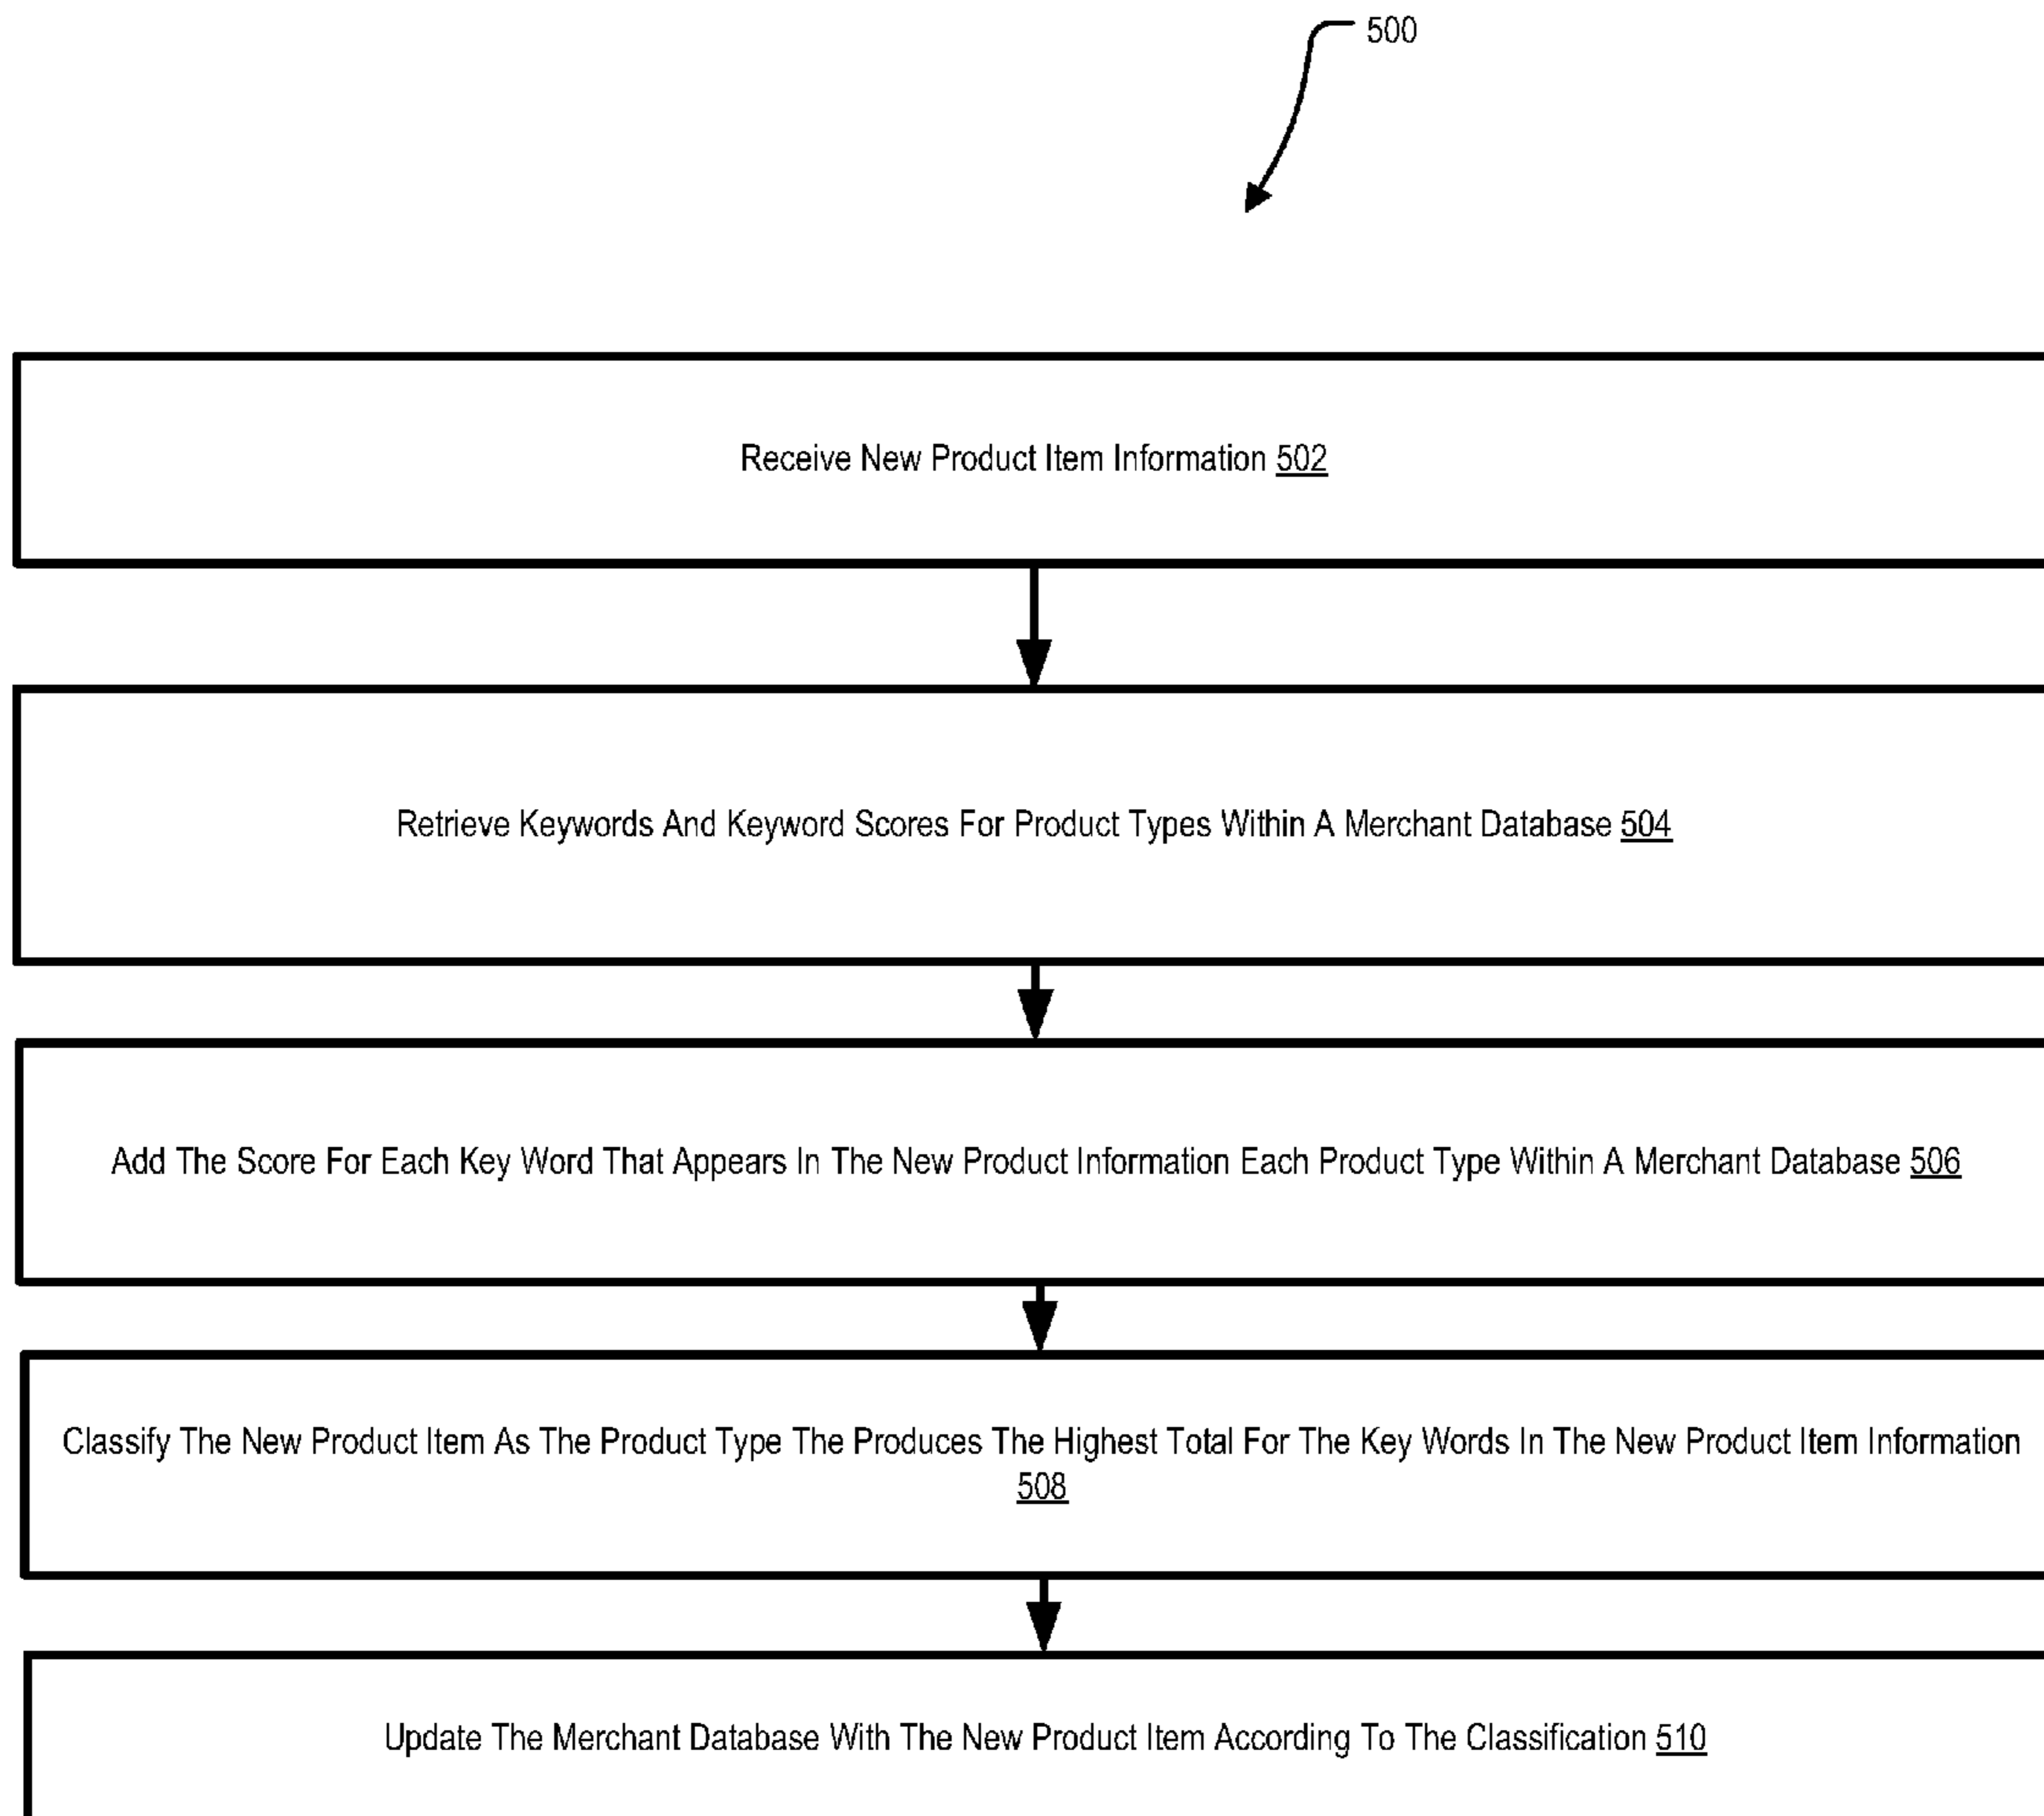 500
Receive New Product Item Information 502
Retrieve Keywords And Keyword Scores For Product Types Within A Merchant Database 504
Add The Score For Each Key Word That Appears In The New Product Information Each Product Type Within A Merchant Database 506
Classify The New Product Item As The Product Type The Produces The Highest Total For The Key Words In The New Product Item Information
508
Update The Merchant Database With The New Product Item According To The Classification 510